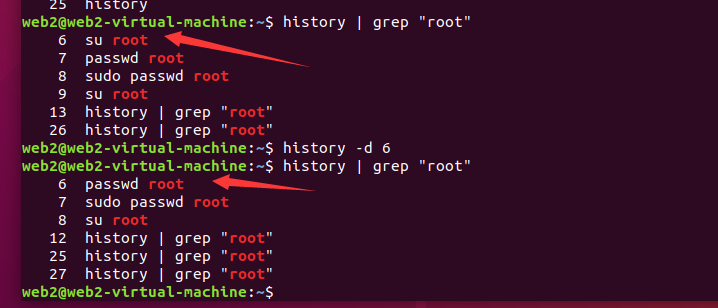 25 history
web2@web2-virtual-machine:~$ history | grep "root"
6 su root
7 passwd root
8 sudo passwd root
9 su root
13 history | grep "root"
26 history | grep "root"
web2@web2-virtual-machine:~$ history -d 6
web2@web2-virtual-machine:~$ history | grep "root"
6 passwd root
7 sudo passwd root
8 su root
12 history | grep "root"
25 history | grep "root"
27 history | grep "root"
web2@web2-virtual-machine:~$